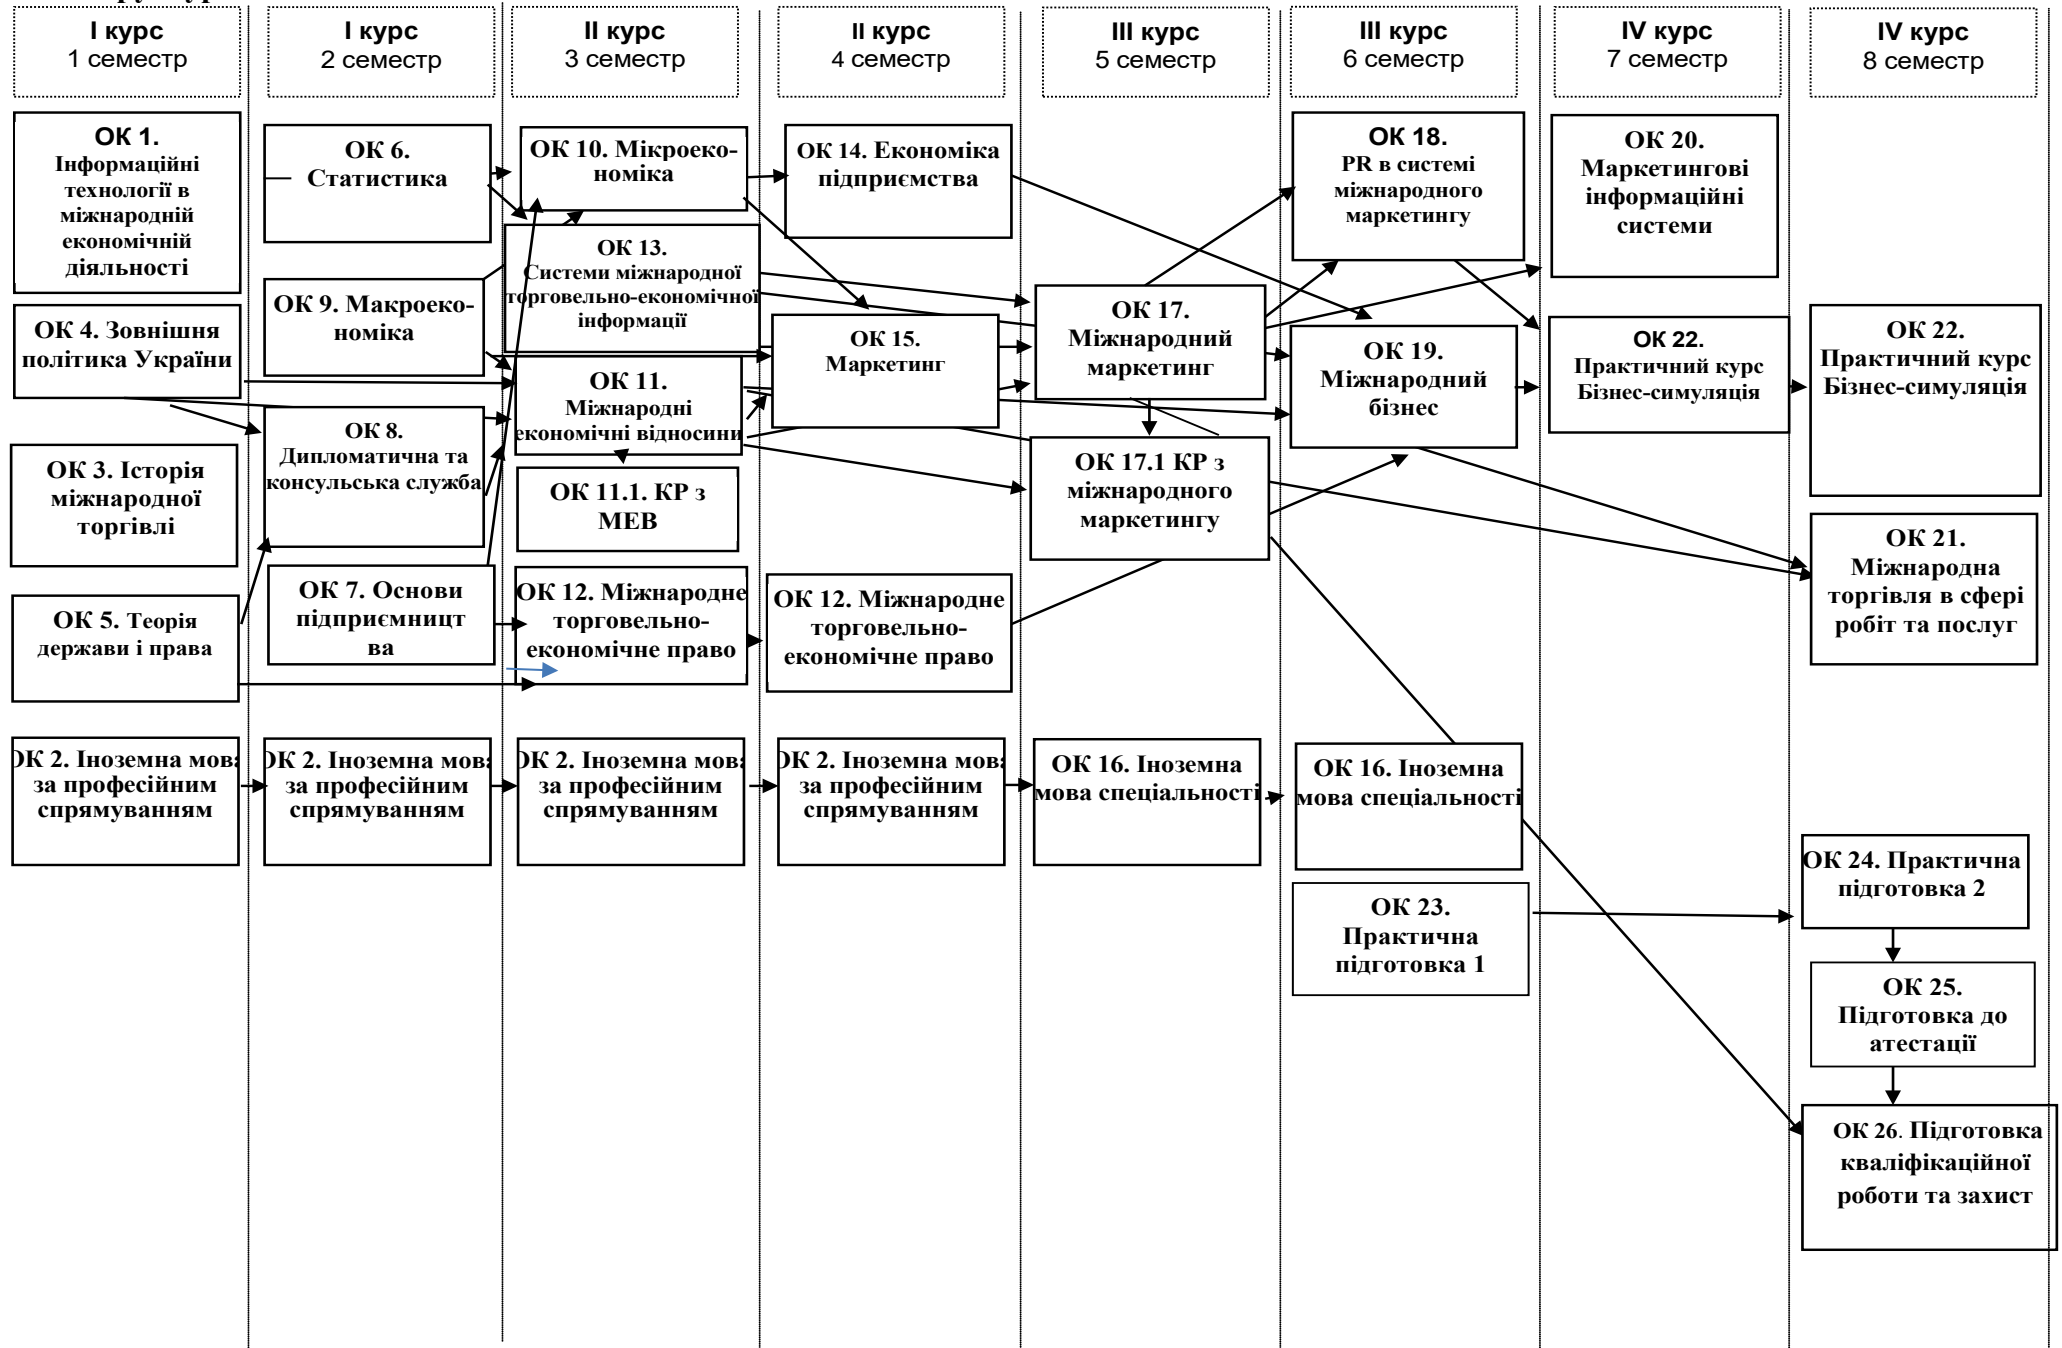 І курс
1 семестр
І курс
2 семестр
ІІ курс
3 семестр
ІІ курс
4 семестр
ІІІ курс
5 семестр
ІІІ курс
6 семестр
ІV курс
7 семестр
ІV курс
8 семестр
ОК 1.
Інформаційні
технології в
міжнародній
економічній
діяльності
ОК 4. Зовнішня
політика України
ОК 3. Історія
міжнародної
торгівлі
ОК 5. Теорія
держави і права
ОК 2. Іноземна мова
за професійним
спрямуванням
ОК 6.
Статистика
ОК 9. Макроеко-
номіка
ОК 8.
Дипломатична та
консульська служба
ОК 7. Основи
підприємницт
ва
ОК 2. Іноземна мова
за професійним
спрямуванням
ОК 10. Мікроеко-
номіка
ОК 13.
Системи міжнародної
торговельно-економічної
інформації
ОК 11.
Міжнародні
економічні відносини
ОК 11.1. КР з
МЕВ
ОК 12. Міжнародне
торговельно-
економічне право
ОК 2. Іноземна мова
за професійним
спрямуванням
ОК 14. Економіка
підприємства
ОК 15.
Маркетинг
ОК 12. Міжнародне
торговельно-
економічне право
ОК 2. Іноземна мова
за професійним
спрямуванням
ОК 17.
Міжнародний
маркетинг
ОК 17.1 КР з
міжнародного
маркетингу
ОК 16. Іноземна
мова спеціальності
ОК 18.
PR в системі
міжнародного
маркетингу
ОК 19.
Міжнародний
бізнес
ОК 16. Іноземна
мова спеціальності
ОК 23.
Практична
підготовка 1
ОК 20.
Маркетингові
інформаційні
системи
ОК 22.
Практичний курс
Бізнес-симуляція
ОК 22.
Практичний курс
Бізнес-симуляція
ОК 21.
Міжнародна
торгівля в сфері
робіт та послуг
ОК 24. Практична
підготовка 2
ОК 25.
Підготовка до
атестації
ОК 26. Підготовка
кваліфікаційної
роботи та захист